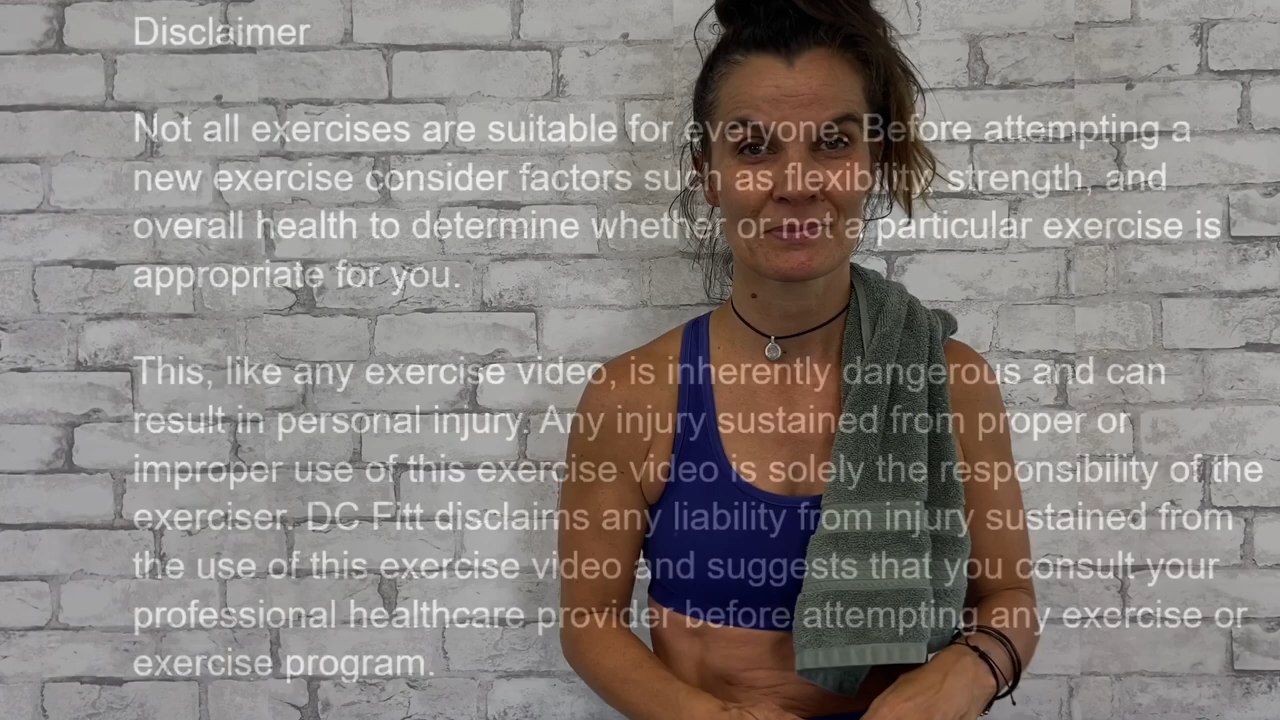 Disclaimer
Not all exercises are suitable for everyone. Before attempting a
new exercise consider factors such as flexibility, strength, and
overall health to determine whether or not a particular exercise is
appropriate for you.
This, like any exercise video, is inherently dangerous and can
result in personal injury. Any injury sustained from proper or
improper use of this exercise video is solely the responsibility of the
exerciser. DC Fitt disclaims any liability from injury sustained from
the use of this exercise video and suggests that you consult your
professional healthcare provider before attempting any exercise or
exercise program.